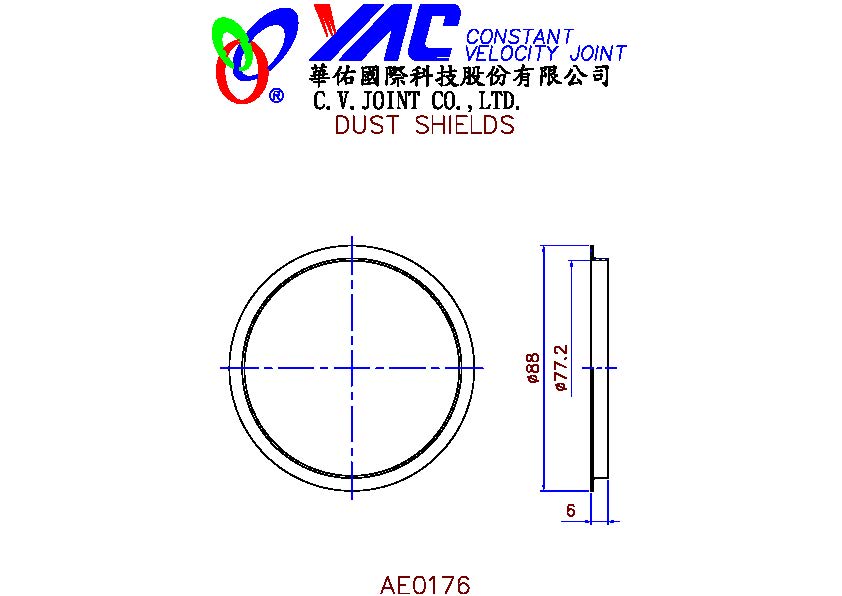 YAC CONSTANT
VELOCITY JOINT
®
華佑國際科技股份有限公司
C.V.JOINT CO.,LTD.
DUST SHIELDS
ø88
ø77.2
6
AE0176